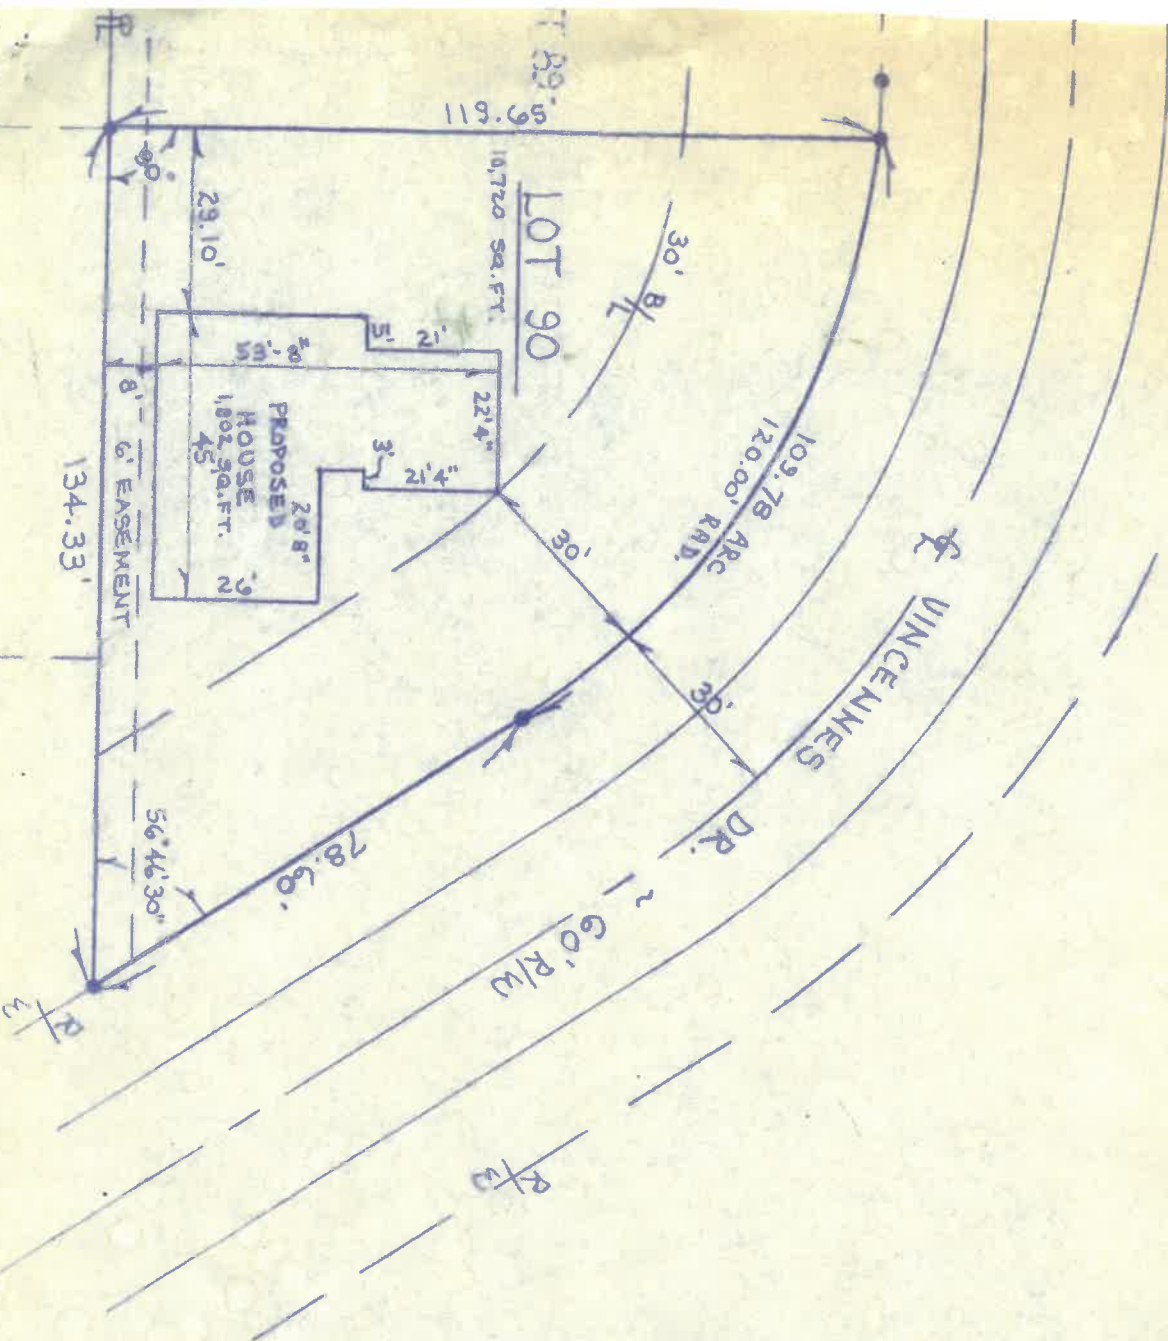 ℄ VINCENNES DR. ~ 60' R/W
109.78 ARC
120.00' RAD.
30' B/L
30'
30'
LOT 90
10,720 SQ.FT.
119.65
90°
29.10'
5'
21'
53'-8"
22'4"
3'
21'4"
20'8"
PROPOSED
HOUSE
1,802 SQ.FT.
45'
26'
8'
6' EASEMENT
134.33'
56°46'30"
78.60'
R/W
R/W